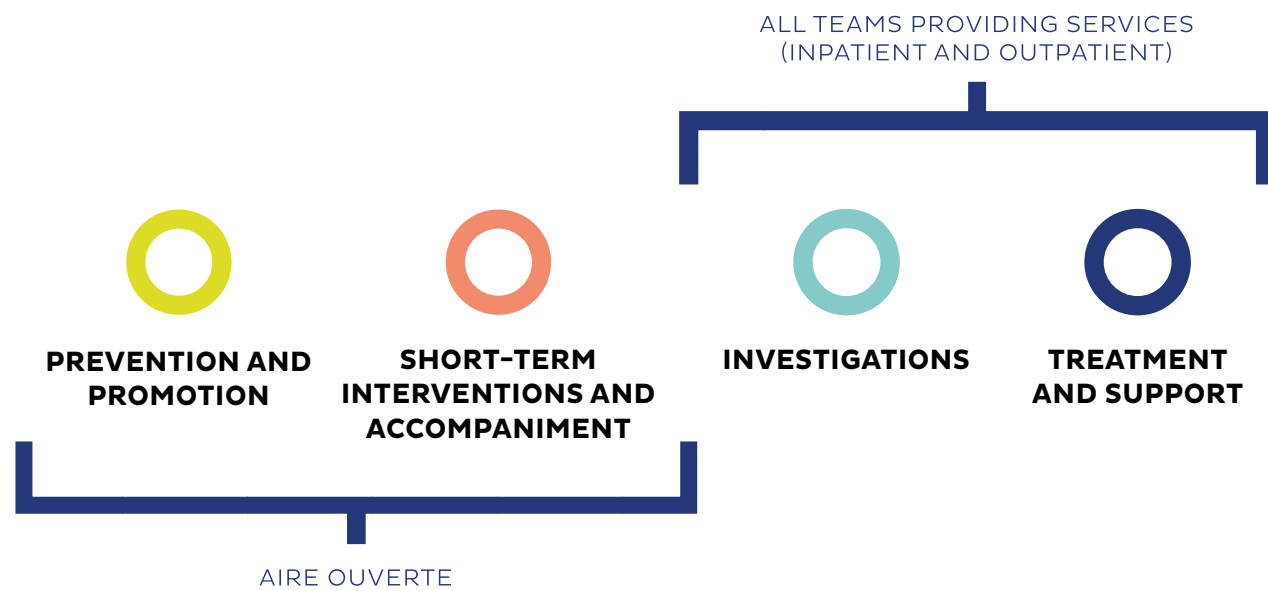 ALL TEAMS PROVIDING SERVICES
(INPATIENT AND OUTPATIENT)
PREVENTION AND
PROMOTION
SHORT-TERM
INTERVENTIONS AND
ACCOMPANIMENT
INVESTIGATIONS
TREATMENT
AND SUPPORT
AIRE OUVERTE